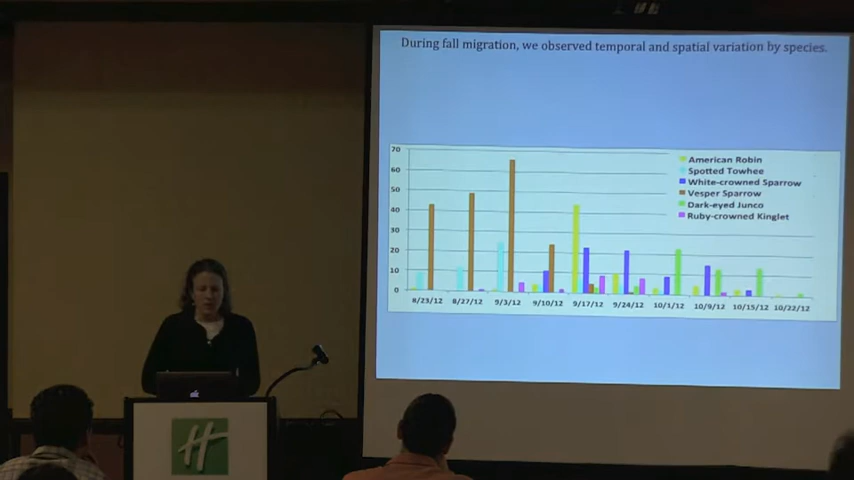 During fall migration, we observed temporal and spatial variation by species.
70
60
50
40
30
20
10
0
American Robin
Spotted Towhee
White-crowned Sparrow
Vesper Sparrow
Dark-eyed Junco
Ruby-crowned Kinglet
8/23/12 8/27/12 9/3/12 9/10/12 9/17/12 9/24/12 10/1/12 10/9/12 10/15/12 10/22/12
H